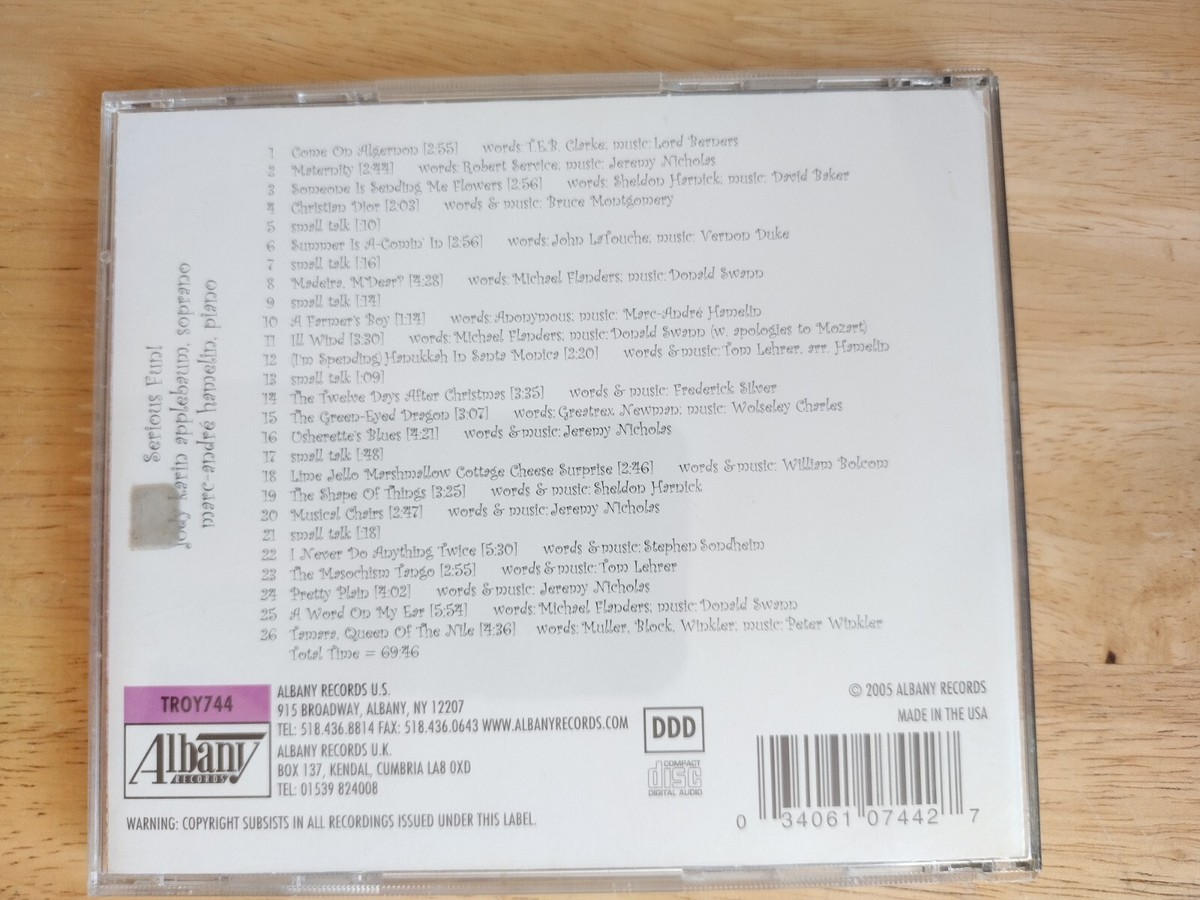 Serious Fun!
jody karin applebaum, soprano
marc-andré hamelin, piano
1 Come On Algernon [2:55] words: T.E.B. Clarke; music: Lord Berners
2 Maternity [2:44] words: Robert Service, music: Jeremy Nicholas
3 Someone Is Sending Me Flowers [2:56] words: Sheldon Harnick, music: David Baker
4 Christian Dior [2:03] words & music: Bruce Montgomery
5 small talk [:10]
6 Summer Is A-Comin' In [2:56] words: John LaTouche, music: Vernon Duke
7 small talk [:16]
8 Madeira, M'Dear? [4:28] words: Michael Flanders; music: Donald Swann
9 small talk [:14]
10 A Farmer's Boy [1:14] words: Anonymous; music: Marc-André Hamelin
11 Ill Wind [3:30] words: Michael Flanders, music: Donald Swann (w. apologies to Mozart)
12 (I'm Spending) Hanukkah In Santa Monica [2:20] words & music: Tom Lehrer, arr. Hamelin
13 small talk [:09]
14 The Twelve Days After Christmas [3:35] words & music: Frederick Silver
15 The Green-Eyed Dragon [3:07] words: Greatrex Newman; music: Wolseley Charles
16 Usherette's Blues [4:21] words & music: Jeremy Nicholas
17 small talk [:48]
18 Lime Jello Marshmallow Cottage Cheese Surprise [2:46] words & music: William Bolcom
19 The Shape Of Things [3:25] words & music: Sheldon Harnick
20 Musical Chairs [2:47] words & music: Jeremy Nicholas
21 small talk [:18]
22 I Never Do Anything Twice [5:30] words & music: Stephen Sondheim
23 The Masochism Tango [2:55] words & music: Tom Lehrer
24 Pretty Plain [4:02] words & music: Jeremy Nicholas
25 A Word On My Ear [5:54] words: Michael Flanders; music: Donald Swann
26 Tamara, Queen Of The Nile [4:36] words: Muller, Block, Winkler, music: Peter Winkler
Total Time = 69:46
TROY744
Albany RECORDS
ALBANY RECORDS U.S.
915 BROADWAY, ALBANY, NY 12207
TEL: 518.436.8814 FAX: 518.436.0643 WWW.ALBANYRECORDS.COM
ALBANY RECORDS U.K.
BOX 137, KENDAL, CUMBRIA LA8 0XD
TEL: 01539 824008
WARNING: COPYRIGHT SUBSISTS IN ALL RECORDINGS ISSUED UNDER THIS LABEL.
DDD
COMPACT
disc
DIGITAL AUDIO
© 2005 ALBANY RECORDS
MADE IN THE USA
0 34061 07442 7